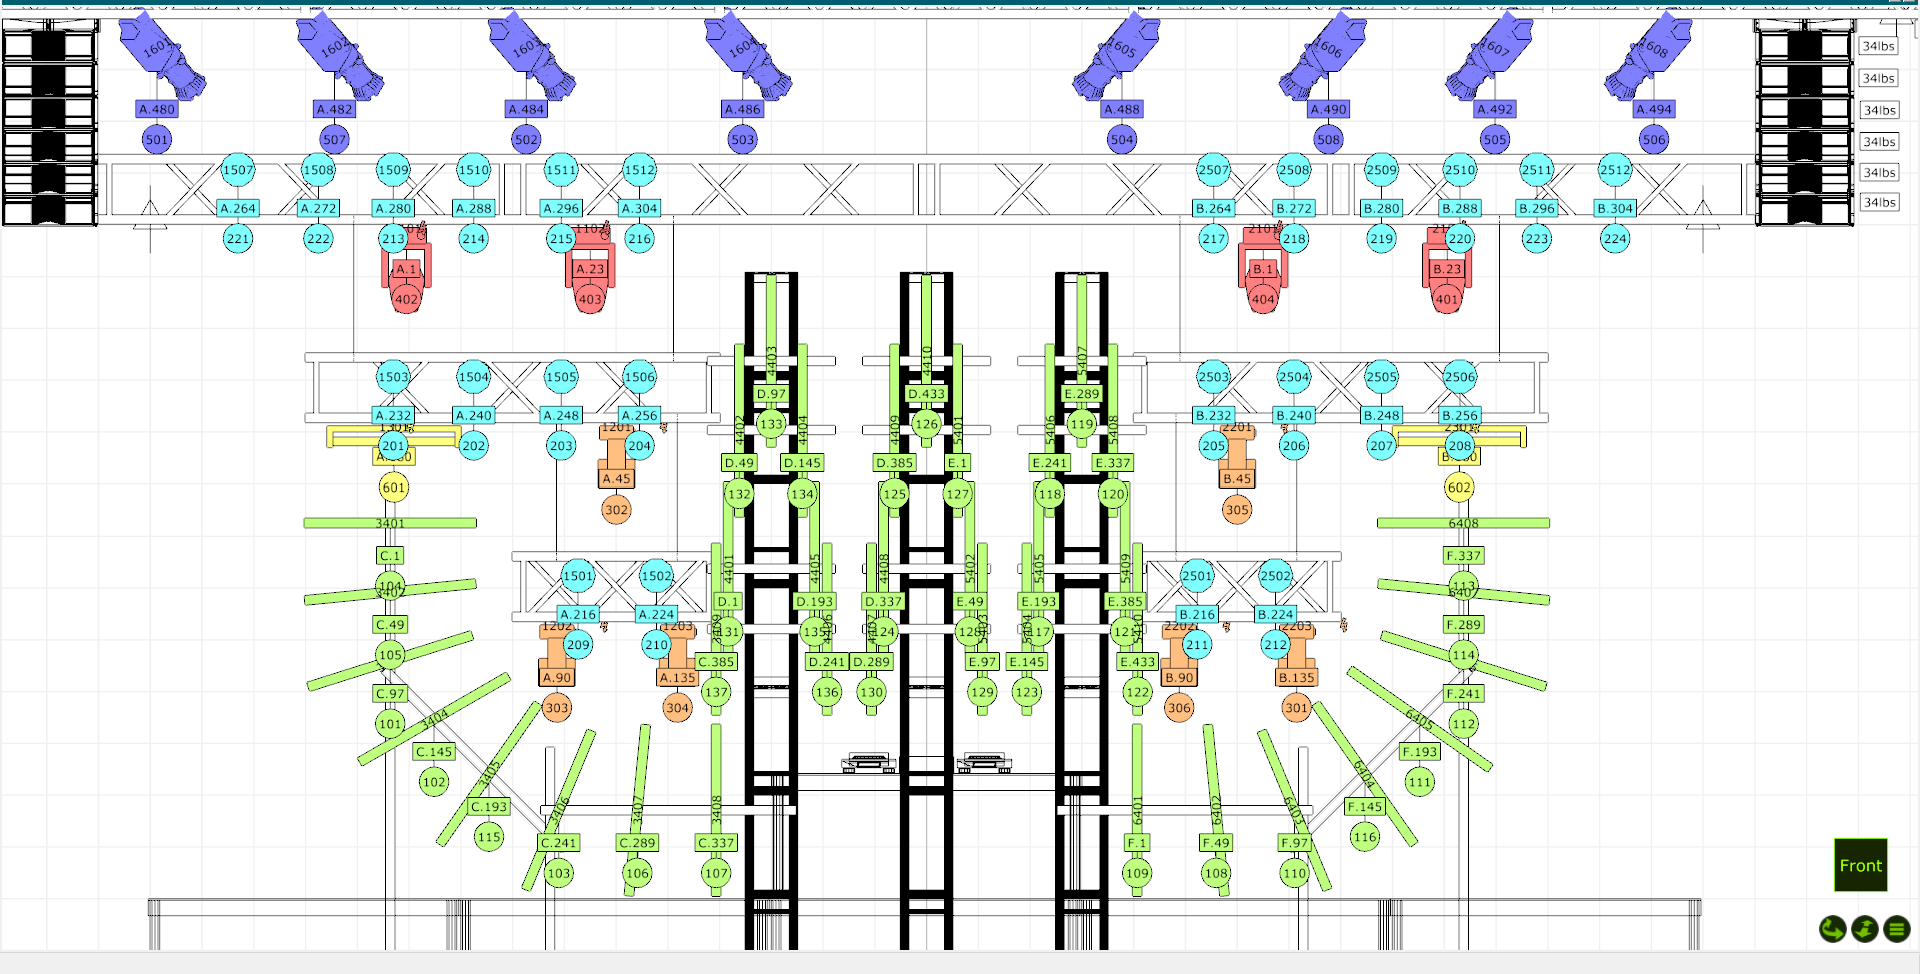 1601 1602 1603 1604 1605 1606 1607 1608
34lbs
34lbs
34lbs
34lbs
34lbs
34lbs
A.480 A.482 A.484 A.486 A.488 A.490 A.492 A.494
501 507 502 503 504 508 505 506
1507 1508 1509 1510 1511 1512 2507 2508 2509 2510 2511 2512
A.264 A.272 A.280 A.288 A.296 A.304 B.264 B.272 B.280 B.288 B.296 B.304
221 222 213 214 215 216 217 218 219 220 223 224
1102 2101
A.1 A.23 B.1 B.23
402 403 404 401
4403 4410 5407
1503 1504 1505 1506 2503 2504 2505 2506
D.97 D.433 E.289
A.232 A.240 A.248 A.256 B.232 B.240 B.248 B.256
133 126 119
1301 1201 2201 2301
4402 4404 4409 5401 5406 5408
201 202 203 204 205 206 207 208
D.49 D.145 D.385 E.1 E.241 E.337
A.45 B.45
601 132 134 125 127 118 120 602
302 305
3401 6408
C.1 F.337
4401 4405 4408 5402 5405 5409
1501 1502 2501 2502
104 113
3402 6407
D.1 D.193 D.337 E.49 E.193 E.385
A.216 A.224 B.216 B.224
C.49 F.289
1202 1203 2202 2203
131 135 124 128 117 121
209 210 211 212
105 114
C.385 D.241 D.289 E.97 E.145 E.433
A.90 A.135 B.90 B.135
C.97 F.241
137 136 130 129 123 122
303 304 306 301
3404 6405
101 112
C.145 F.193
3405 6404
102 111
C.193 F.145
3406 3407 3408 6401 6402 6403
115 116
C.241 C.289 C.337 F.1 F.49 F.97
103 106 107 109 108 110
Front